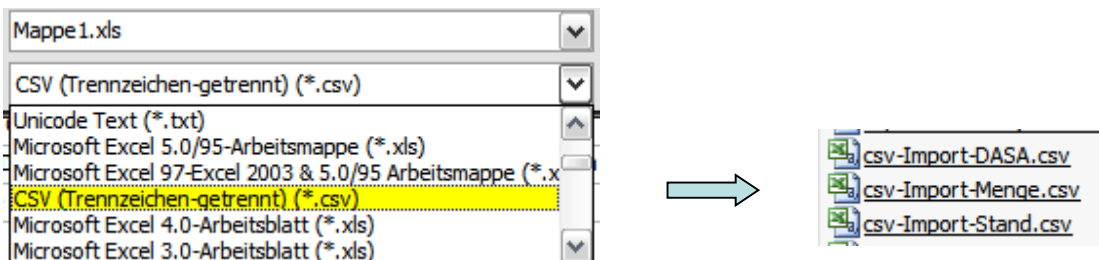 Mappe1.xls
CSV (Trennzeichen-getrennt) (*.csv)
Unicode Text (*.txt)
Microsoft Excel 5.0/95-Arbeitsmappe (*.xls)
Microsoft Excel 97-Excel 2003 & 5.0/95 Arbeitsmappe (*.x
CSV (Trennzeichen-getrennt) (*.csv)
Microsoft Excel 4.0-Arbeitsblatt (*.xls)
Microsoft Excel 3.0-Arbeitsblatt (*.xls)
csv-Import-DASA.csv
csv-Import-Menge.csv
csv-Import-Stand.csv